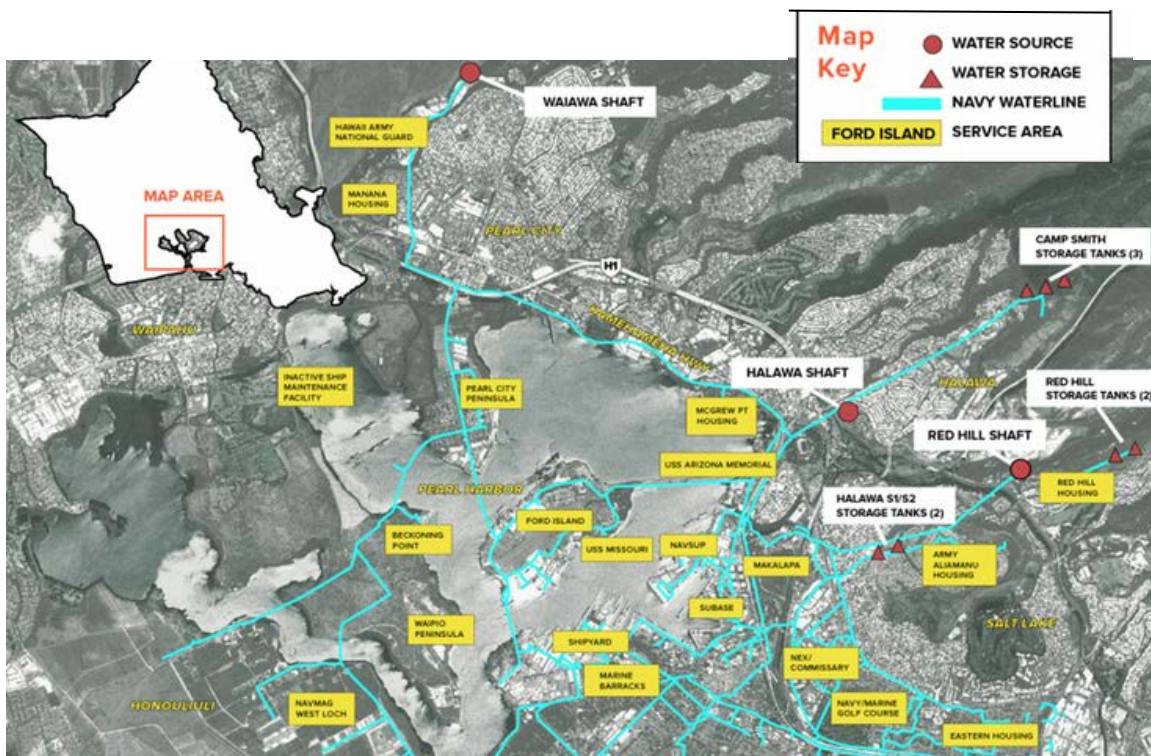 Map
Key
WATER SOURCE
WATER STORAGE
NAVY WATERLINE
FORD ISLAND
SERVICE AREA
WAIAWA SHAFT
HAWAII ARMY
NATIONAL GUARD
MAP AREA
MANANA
HOUSING
PEARL CITY
CAMP SMITH
STORAGE TANKS (3)
H1
WAIPAHU
KAMEHAMEHA HWY
INACTIVE SHIP
MAINTENANCE
FACILITY
PEARL CITY
PENINSULA
HALAWA SHAFT
HALAWA
RED HILL
STORAGE TANKS (2)
MCGREW PT
HOUSING
RED HILL SHAFT
USS ARIZONA MEMORIAL
RED HILL
HOUSING
PEARL HARBOR
HALAWA S1/S2
STORAGE TANKS (2)
FORD ISLAND
BECKONING
POINT
USS MISSOURI
NAVSUP
MAKALAPA
ARMY
ALIAMANU
HOUSING
SUBASE
WAIPIO
PENINSULA
SALT LAKE
SHIPYARD
NEX/
COMMISSARY
MARINE
BARRACKS
HONOULIULI
NAVMAG
WEST LOCH
NAVY/MARINE
GOLF COURSE
EASTERN HOUSING